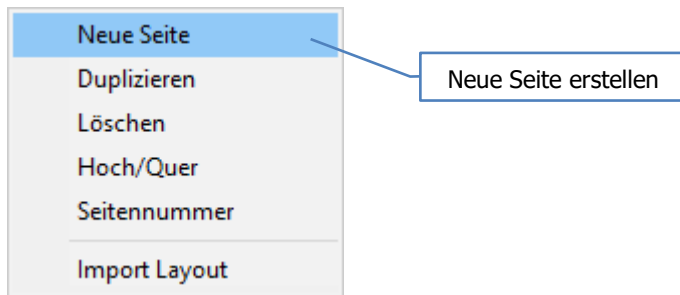 Neue Seite
Neue Seite erstellen
Duplizieren
Löschen
Hoch/Quer
Seitennummer
Import Layout